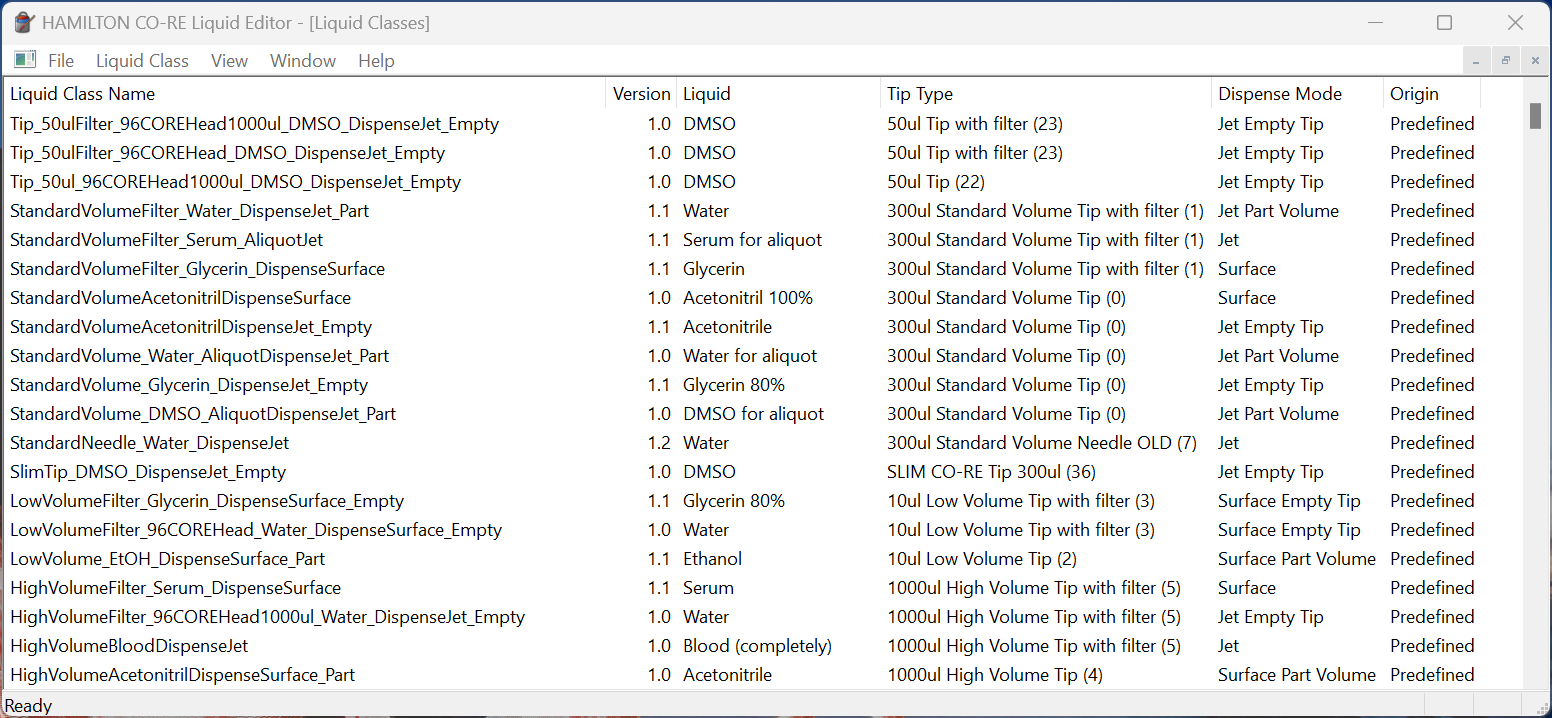 HAMILTON CO-RE Liquid Editor - [Liquid Classes]
File Liquid Class View Window Help
Liquid Class Name Version Liquid Tip Type Dispense Mode Origin
Tip_50ulFilter_96COREHead1000ul_DMSO_DispenseJet_Empty 1.0 DMSO 50ul Tip with filter (23) Jet Empty Tip Predefined
Tip_50ulFilter_96COREHead_DMSO_DispenseJet_Empty 1.0 DMSO 50ul Tip with filter (23) Jet Empty Tip Predefined
Tip_50ul_96COREHead1000ul_DMSO_DispenseJet_Empty 1.0 DMSO 50ul Tip (22) Jet Empty Tip Predefined
StandardVolumeFilter_Water_DispenseJet_Part 1.1 Water 300ul Standard Volume Tip with filter (1) Jet Part Volume Predefined
StandardVolumeFilter_Serum_AliquotJet 1.1 Serum for aliquot 300ul Standard Volume Tip with filter (1) Jet Predefined
StandardVolumeFilter_Glycerin_DispenseSurface 1.1 Glycerin 300ul Standard Volume Tip with filter (1) Surface Predefined
StandardVolumeAcetonitrilDispenseSurface 1.0 Acetonitril 100% 300ul Standard Volume Tip (0) Surface Predefined
StandardVolumeAcetonitrilDispenseJet_Empty 1.1 Acetonitrile 300ul Standard Volume Tip (0) Jet Empty Tip Predefined
StandardVolume_Water_AliquotDispenseJet_Part 1.0 Water for aliquot 300ul Standard Volume Tip (0) Jet Part Volume Predefined
StandardVolume_Glycerin_DispenseJet_Empty 1.1 Glycerin 80% 300ul Standard Volume Tip (0) Jet Empty Tip Predefined
StandardVolume_DMSO_AliquotDispenseJet_Part 1.0 DMSO for aliquot 300ul Standard Volume Tip (0) Jet Part Volume Predefined
StandardNeedle_Water_DispenseJet 1.2 Water 300ul Standard Volume Needle OLD (7) Jet Predefined
SlimTip_DMSO_DispenseJet_Empty 1.0 DMSO SLIM CO-RE Tip 300ul (36) Jet Empty Tip Predefined
LowVolumeFilter_Glycerin_DispenseSurface_Empty 1.1 Glycerin 80% 10ul Low Volume Tip with filter (3) Surface Empty Tip Predefined
LowVolumeFilter_96COREHead_Water_DispenseSurface_Empty 1.0 Water 10ul Low Volume Tip with filter (3) Surface Empty Tip Predefined
LowVolume_EtOH_DispenseSurface_Part 1.1 Ethanol 10ul Low Volume Tip (2) Surface Part Volume Predefined
HighVolumeFilter_Serum_DispenseSurface 1.1 Serum 1000ul High Volume Tip with filter (5) Surface Predefined
HighVolumeFilter_96COREHead1000ul_Water_DispenseJet_Empty 1.0 Water 1000ul High Volume Tip with filter (5) Jet Empty Tip Predefined
HighVolumeBloodDispenseJet 1.0 Blood (completely) 1000ul High Volume Tip with filter (5) Jet Predefined
HighVolumeAcetonitrilDispenseSurface_Part 1.0 Acetonitrile 1000ul High Volume Tip (4) Surface Part Volume Predefined
Ready